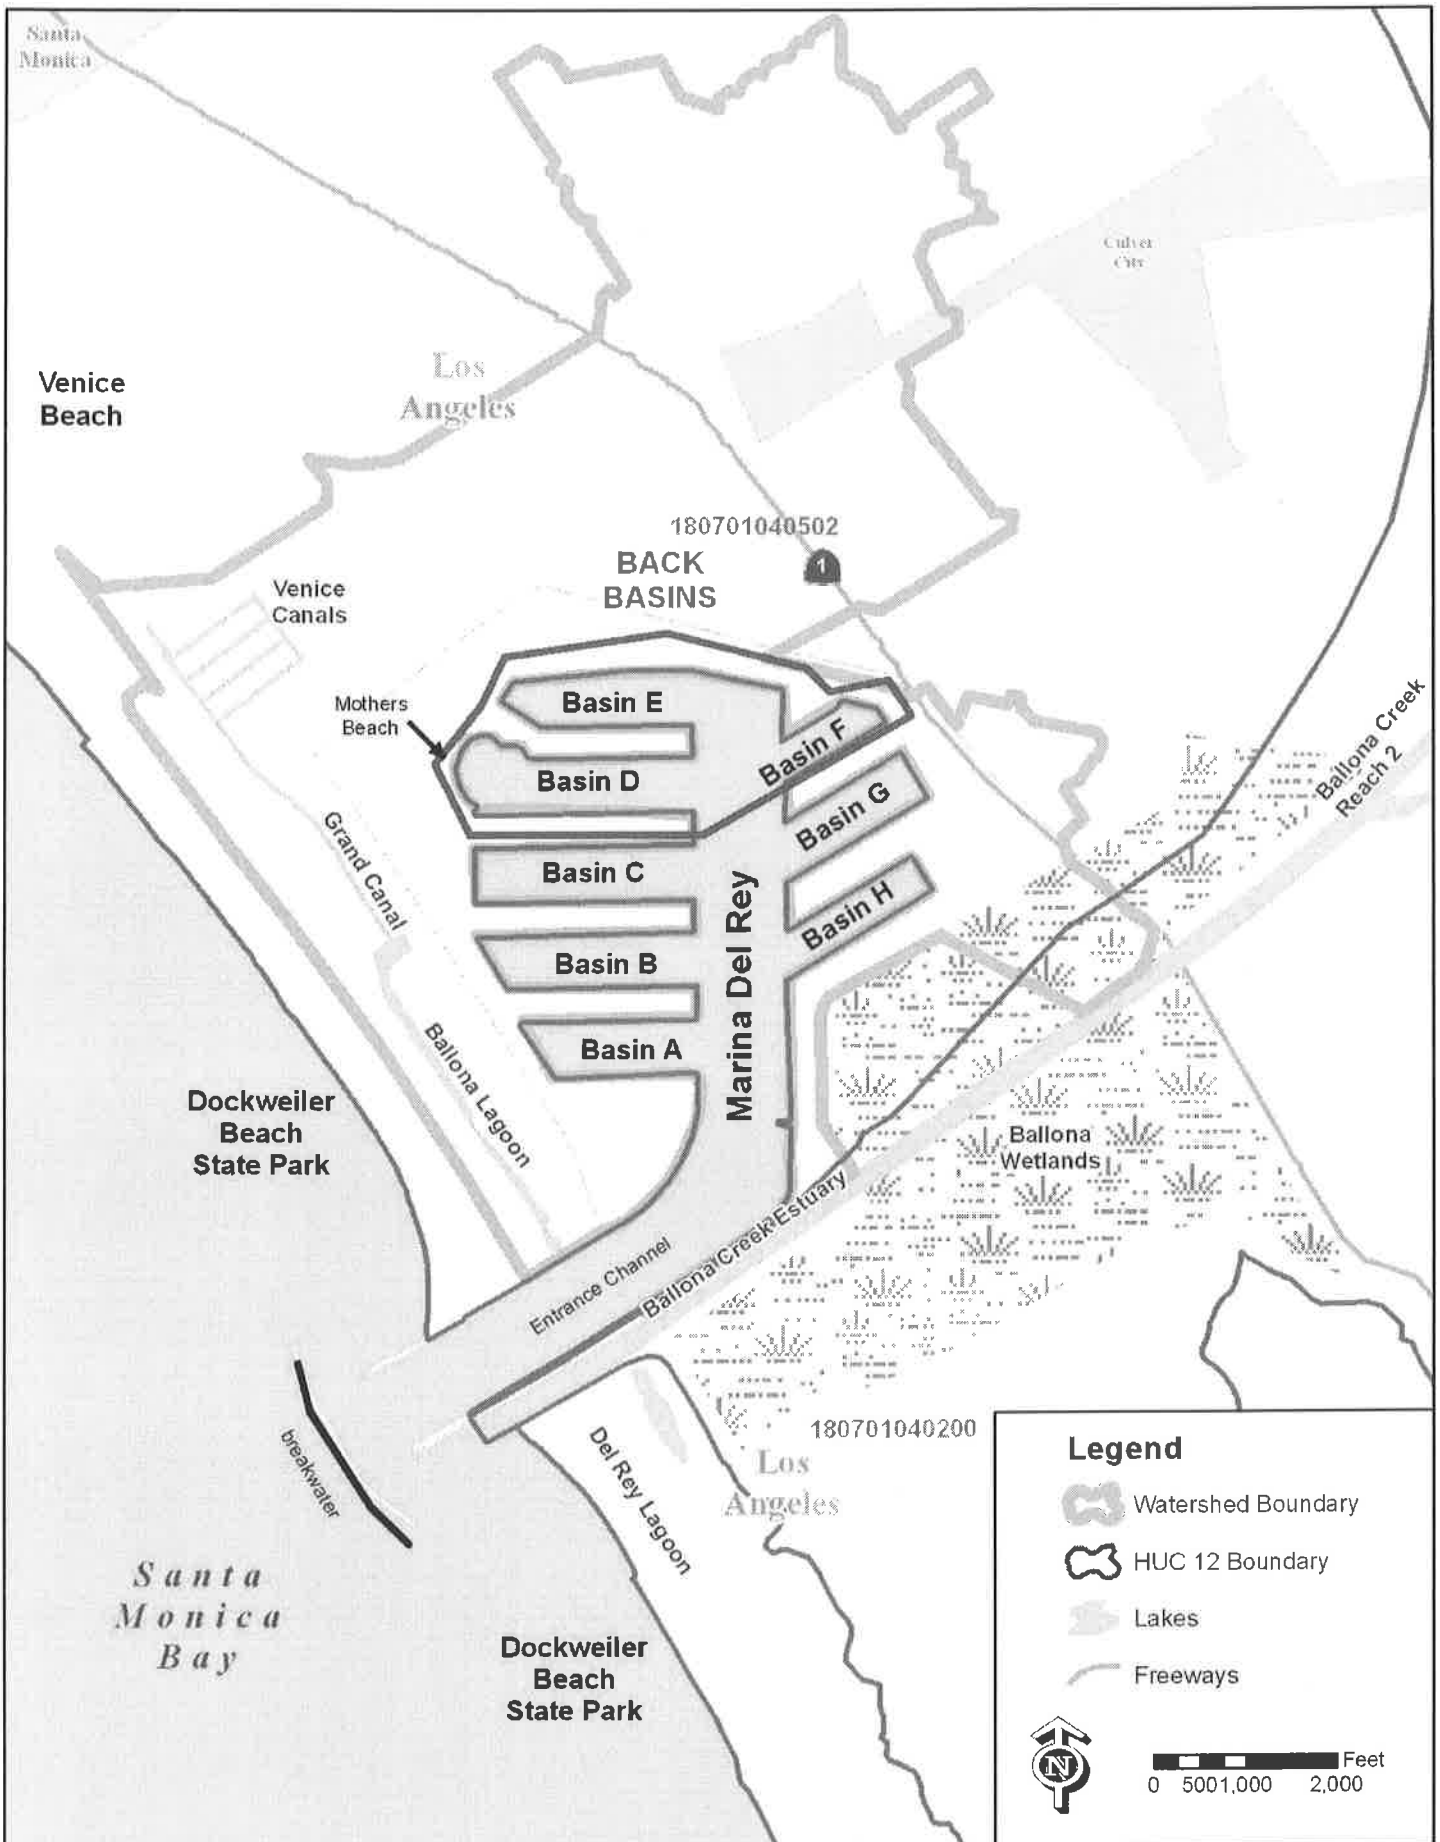 Santa
Monica
Culver
City
Los
Angeles
Venice
Beach
180701040502
BACK
BASINS
1
Venice
Canals
Mothers
Beach
Basin E
Basin F
Basin D
Basin G
Basin C
Basin H
Basin B
Basin A
Marina Del Rey
Grand Canal
Ballona Lagoon
Ballona Creek
Reach 2
Dockweiler
Beach
State Park
Ballona
Wetlands
Entrance Channel
Ballona Creek Estuary
breakwater
Del Rey Lagoon
180701040200
Los
Angeles
Santa
Monica
Bay
Dockweiler
Beach
State Park
Legend
Watershed Boundary
HUC 12 Boundary
Lakes
Freeways
N
Feet
0 500 1,000 2,000